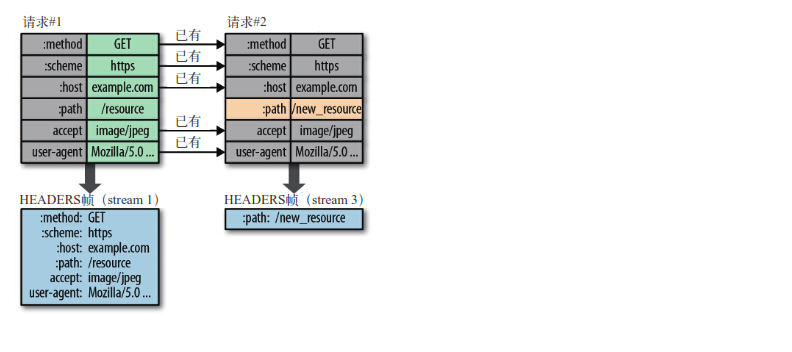 请求#1
:method GET
:scheme https
:host example.com
:path /resource
accept image/jpeg
user-agent Mozilla/5.0 ...
已有
已有
已有
已有
已有
请求#2
:method GET
:scheme https
:host example.com
:path /new_resource
accept image/jpeg
user-agent Mozilla/5.0 ...
HEADERS帧（stream 1）
:method: GET
:scheme: https
:host: example.com
:path: /resource
accept: image/jpeg
user-agent: Mozilla/5.0 ...
HEADERS帧（stream 3）
:path: /new_resource